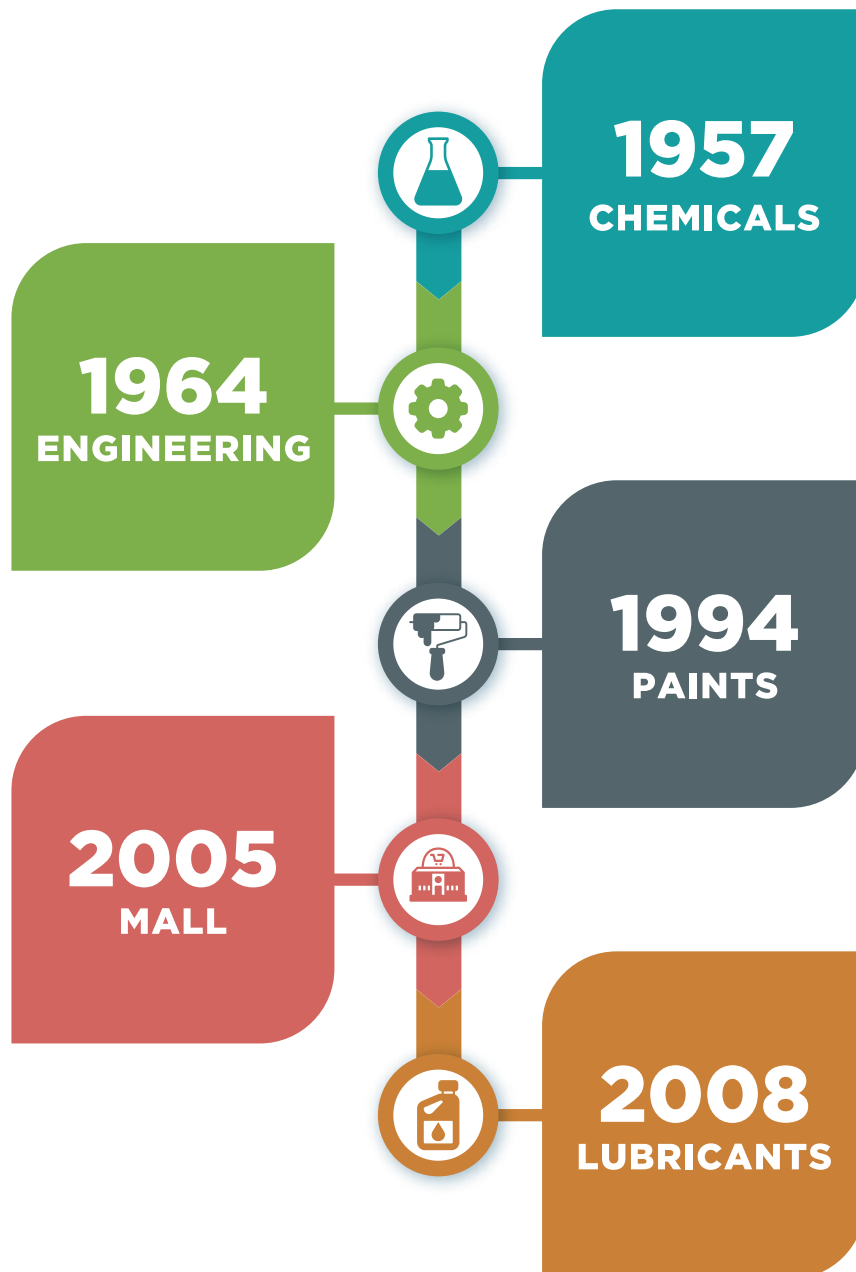 1957
CHEMICALS
1964
ENGINEERING
1994
PAINTS
2005
MALL
2008
LUBRICANTS